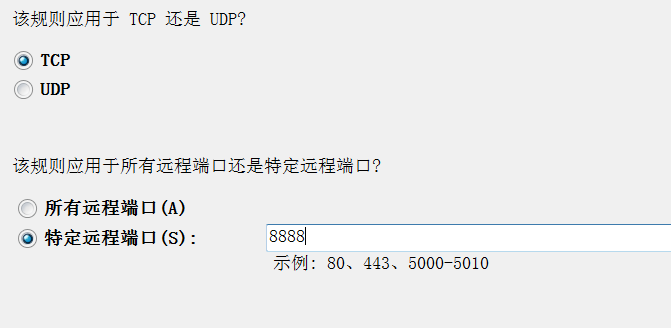 该规则应用于 TCP 还是 UDP?
TCP
UDP
该规则应用于所有远程端口还是特定远程端口?
所有远程端口(A)
特定远程端口(S): 8888
示例: 80、443、5000-5010